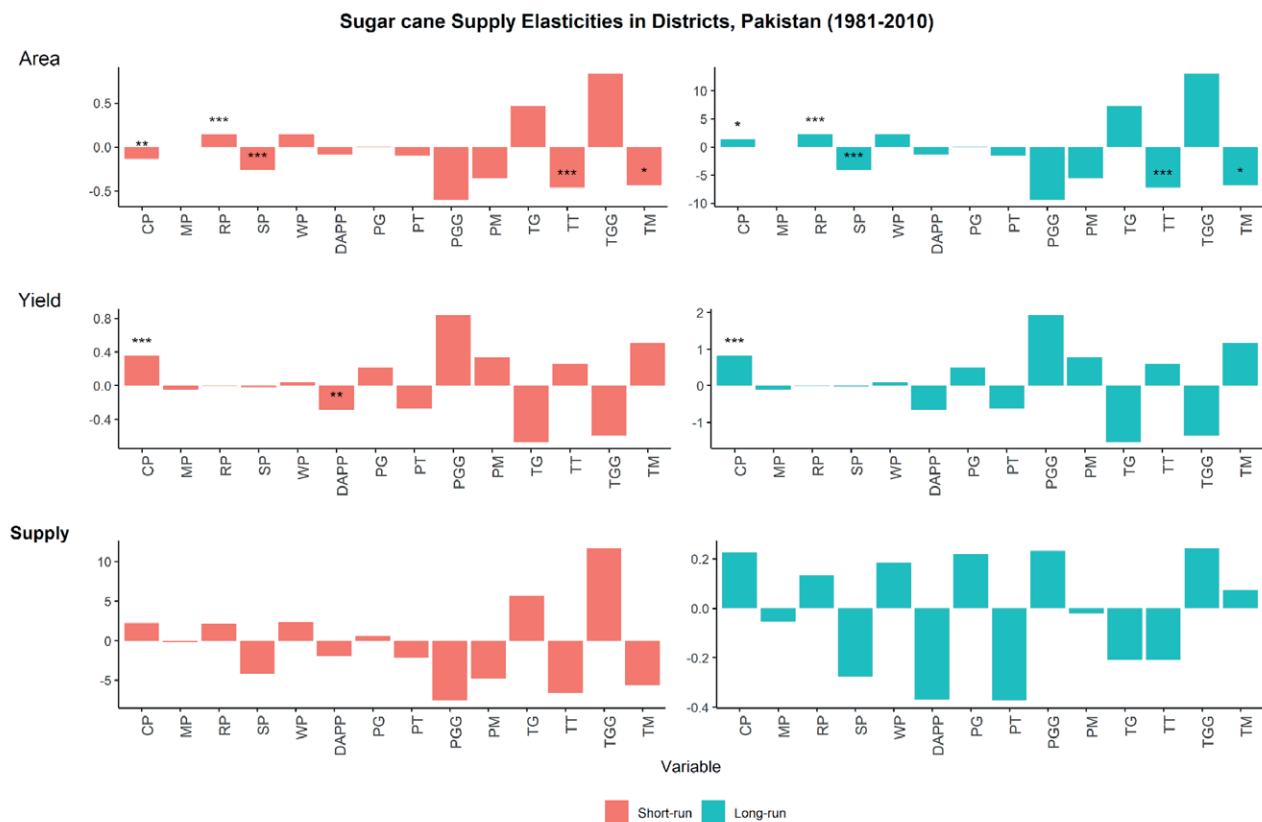 Sugar cane Supply Elasticities in Districts, Pakistan (1981-2010)
Area
0.5
0.0
-0.5
** *** *** *** *
CP MP RP SP WP DAPP PG PT PGG PM TG TT TGG TM
10
5
0
-5
-10
* *** *** *** *
CP MP RP SP WP DAPP PG PT PGG PM TG TT TGG TM
Yield
0.8
0.4
0.0
-0.4
*** **
CP MP RP SP WP DAPP PG PT PGG PM TG TT TGG TM
2
1
0
-1
***
CP MP RP SP WP DAPP PG PT PGG PM TG TT TGG TM
Supply
10
5
0
-5
CP MP RP SP WP DAPP PG PT PGG PM TG TT TGG TM
0.2
0.0
-0.2
-0.4
CP MP RP SP WP DAPP PG PT PGG PM TG TT TGG TM
Variable
Short-run Long-run